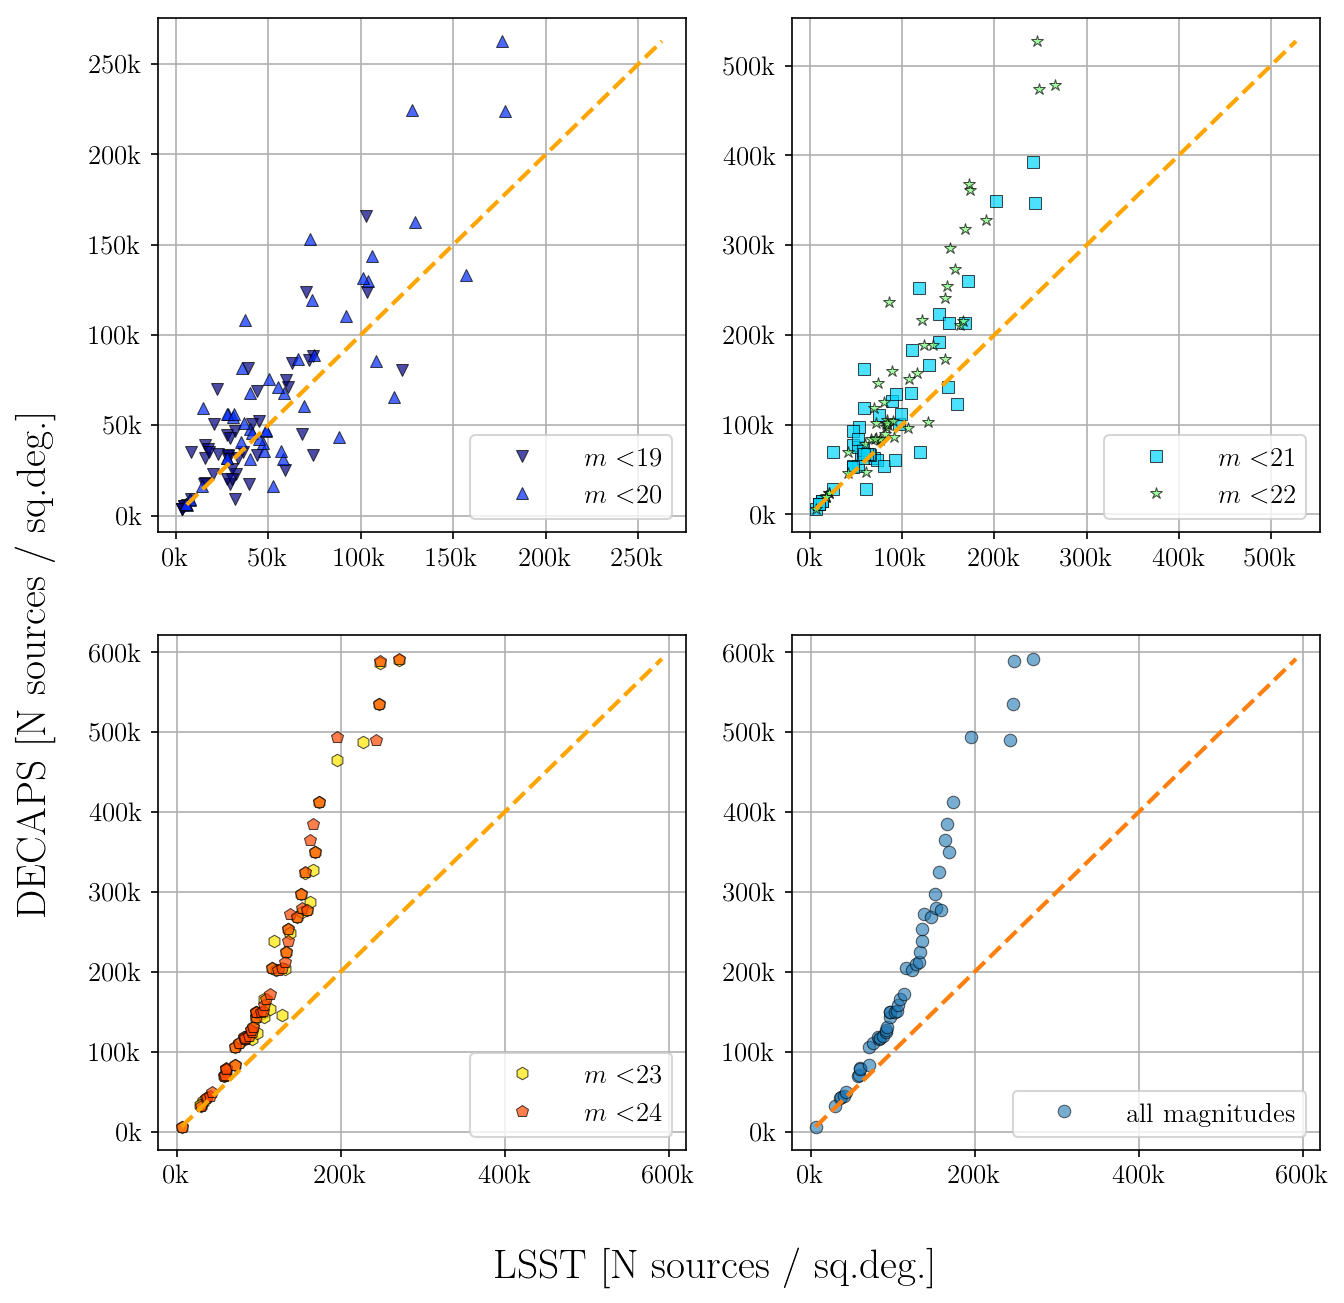 250k
200k
150k
100k
50k
0k
0k 50k 100k 150k 200k 250k
m <19
m <20
500k
400k
300k
200k
100k
0k
0k 100k 200k 300k 400k 500k
m <21
m <22
600k
500k
400k
300k
200k
100k
0k
0k 200k 400k 600k
m <23
m <24
600k
500k
400k
300k
200k
100k
0k
0k 200k 400k 600k
all magnitudes
DECAPS [N sources / sq.deg.]
LSST [N sources / sq.deg.]